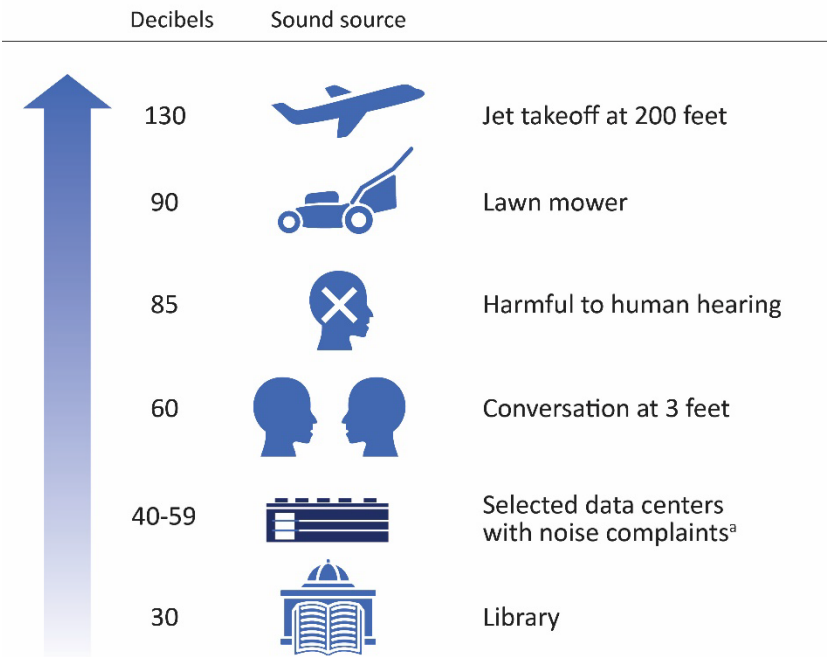 Decibels Sound source
130 Jet takeoff at 200 feet
90 Lawn mower
85 Harmful to human hearing
60 Conversation at 3 feet
40-59 Selected data centers
with noise complaintsᵃ
30 Library